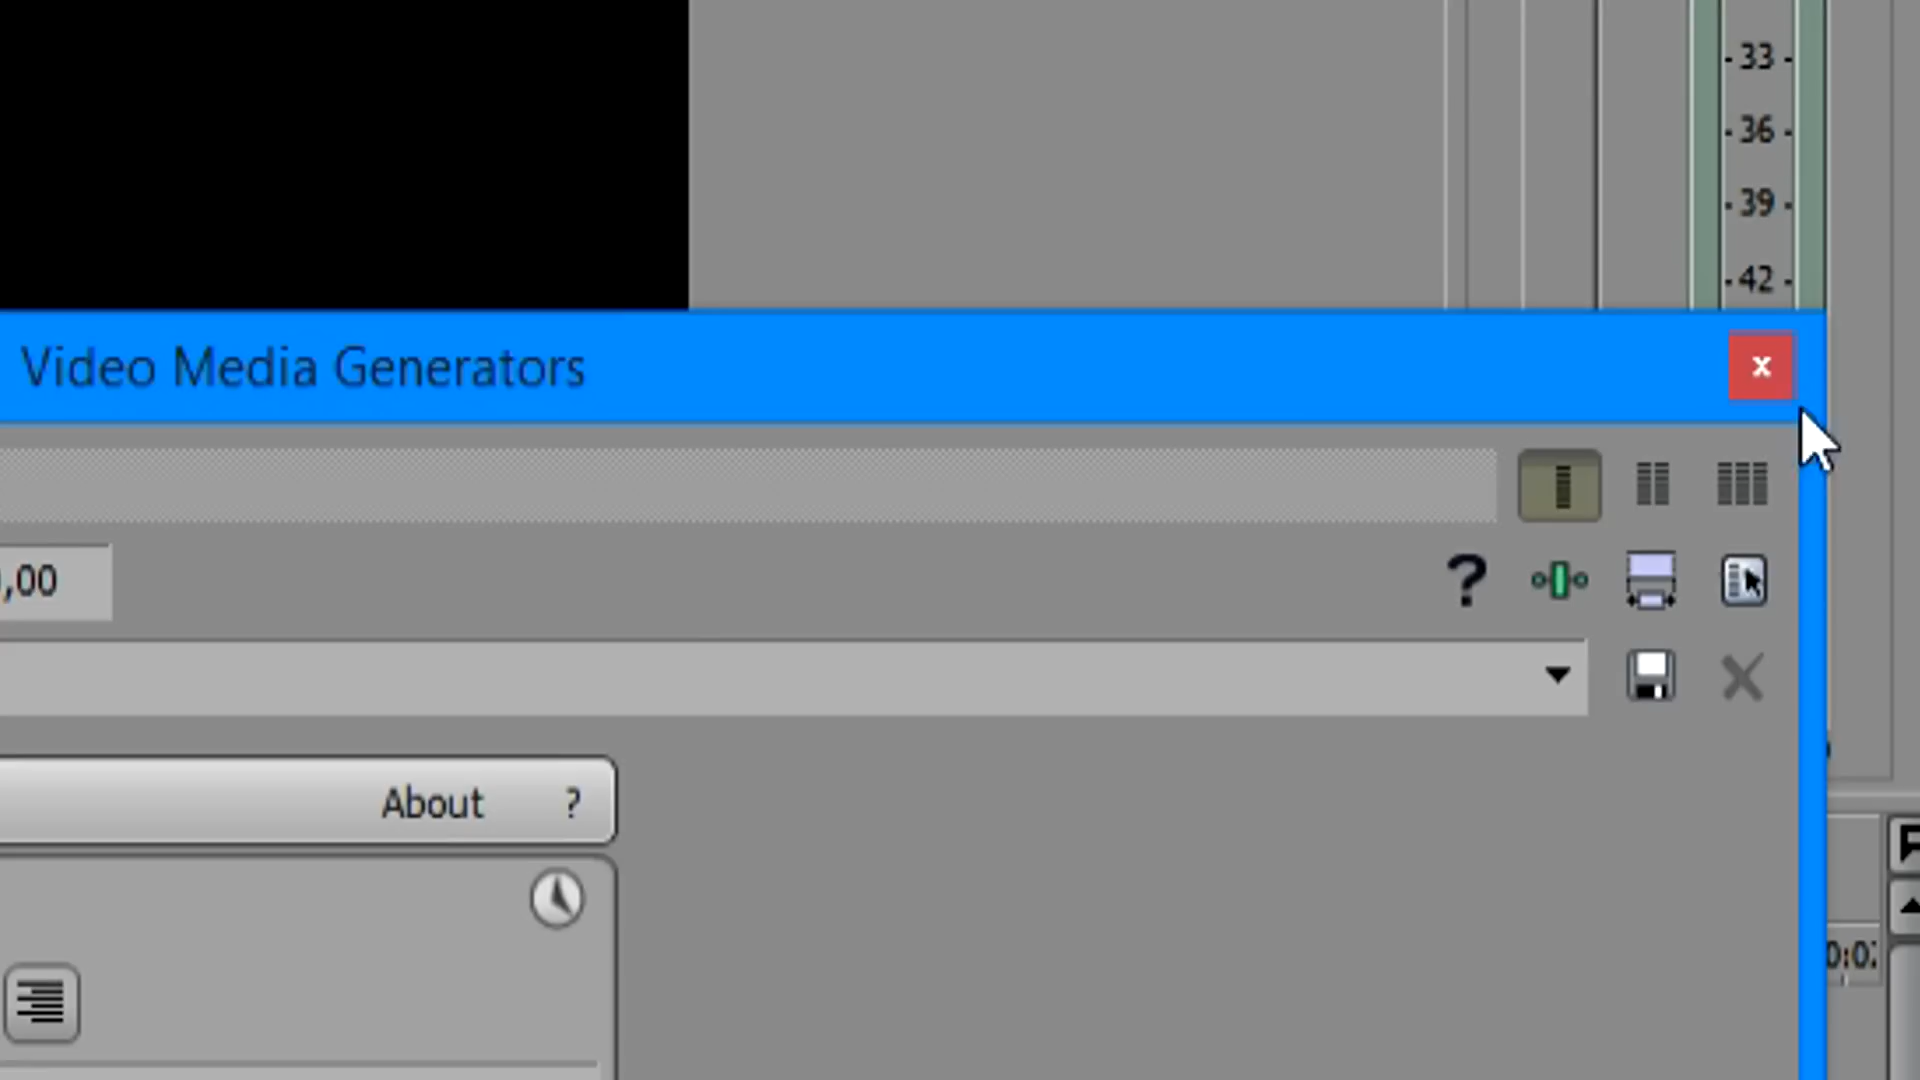 - 33 -
- 36 -
- 39 -
- 42 -
Video Media Generators
,00
?
About ?